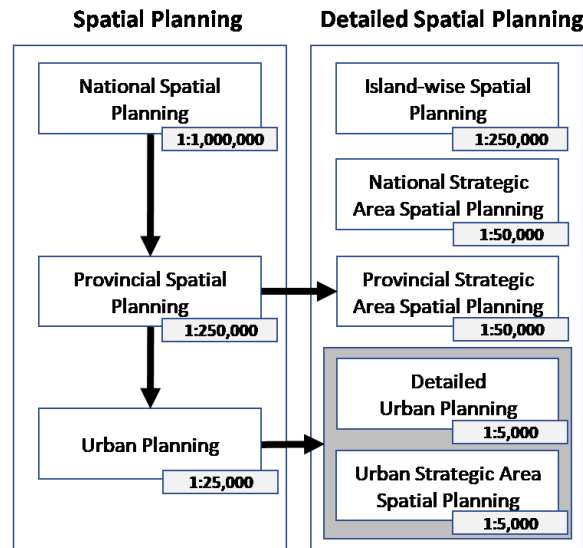 Spatial Planning
National Spatial
Planning
1:1,000,000
Provincial Spatial
Planning
1:250,000
Urban Planning
1:25,000
Detailed Spatial Planning
Island-wise Spatial
Planning
1:250,000
National Strategic
Area Spatial Planning
1:50,000
Provincial Strategic
Area Spatial Planning
1:50,000
Detailed
Urban Planning
1:5,000
Urban Strategic Area
Spatial Planning
1:5,000